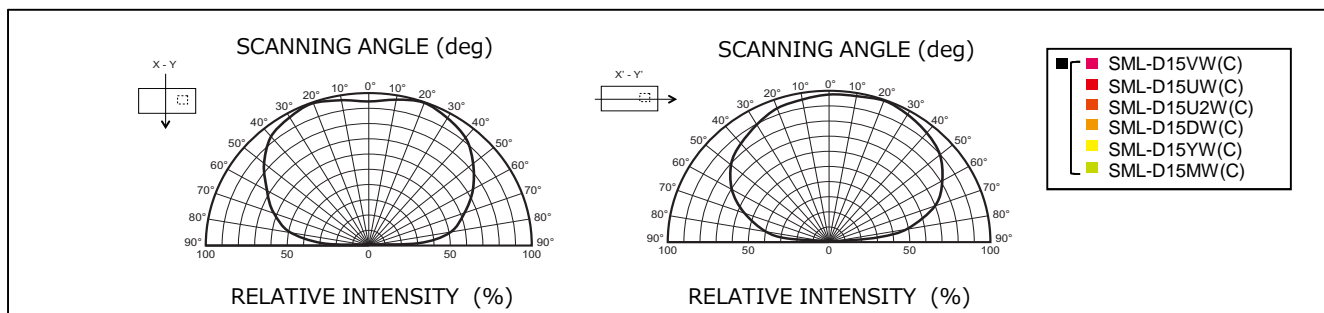 SCANNING ANGLE (deg)
X - Y
20° 10° 0° 10° 20°
30° 30°
40° 40°
50° 50°
60° 60°
70° 70°
80° 80°
90° 90°
100 50 0 50 100
RELATIVE INTENSITY (%)
SCANNING ANGLE (deg)
X' - Y'
20° 10° 0° 10° 20°
30° 30°
40° 40°
50° 50°
60° 60°
70° 70°
80° 80°
90° 90°
100 50 0 50 100
RELATIVE INTENSITY (%)
SML-D15VW(C)
SML-D15UW(C)
SML-D15U2W(C)
SML-D15DW(C)
SML-D15YW(C)
SML-D15MW(C)